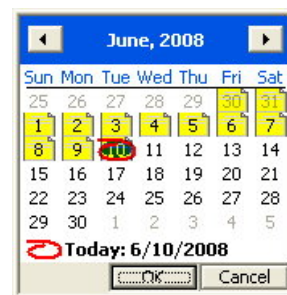 June, 2008
Sun Mon Tue Wed Thu Fri Sat
25 26 27 28 29 30 31
1 2 3 4 5 6 7
8 9 10 11 12 13 14
15 16 17 18 19 20 21
22 23 24 25 26 27 28
29 30 1 2 3 4 5
Today: 6/10/2008
OK Cancel